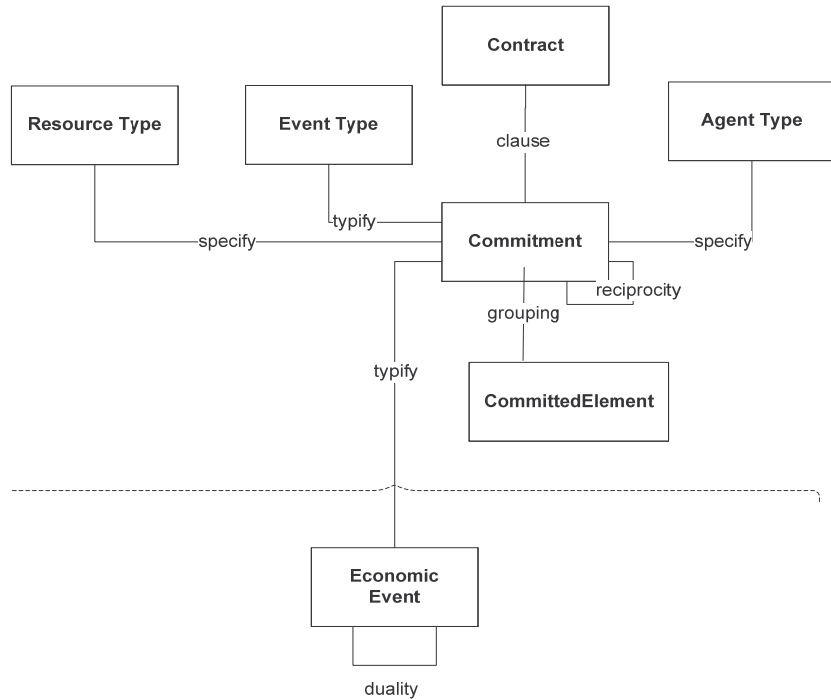 Contract
Resource Type
Event Type
Agent Type
clause
typify
Commitment
specify
specify
reciprocity
grouping
typify
CommittedElement
Economic
Event
duality